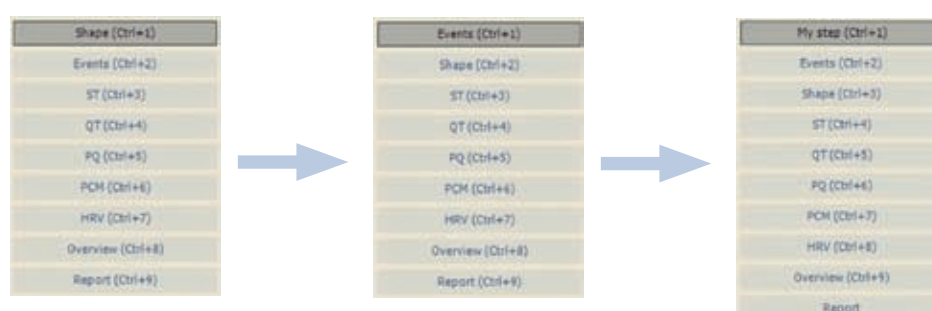 Shape (Ctrl+1)
Events (Ctrl+2)
ST (Ctrl+3)
QT (Ctrl+4)
PQ (Ctrl+5)
PCM (Ctrl+6)
HRV (Ctrl+7)
Overview (Ctrl+8)
Report (Ctrl+9)
Events (Ctrl+1)
Shape (Ctrl+2)
ST (Ctrl+3)
QT (Ctrl+4)
PQ (Ctrl+5)
PCM (Ctrl+6)
HRV (Ctrl+7)
Overview (Ctrl+8)
Report (Ctrl+9)
My step (Ctrl+1)
Events (Ctrl+2)
Shape (Ctrl+3)
ST (Ctrl+4)
QT (Ctrl+5)
PQ (Ctrl+6)
PCM (Ctrl+7)
HRV (Ctrl+8)
Overview (Ctrl+9)
Report